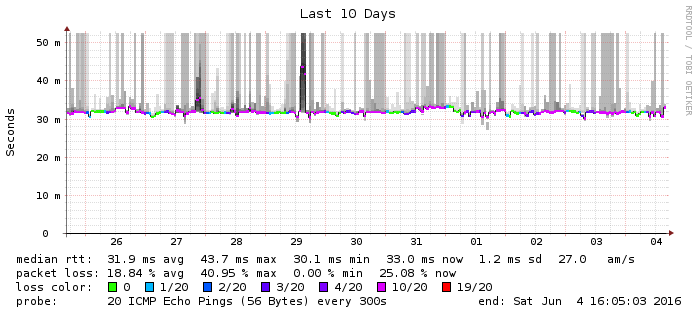 Last 10 Days
RRDTOOL / TOBI OETIKER
Seconds
50 m
40 m
30 m
20 m
10 m
0
26 27 28 29 30 31 01 02 03 04
median rtt: 31.9 ms avg 43.7 ms max 30.1 ms min 33.0 ms now 1.2 ms sd 27.0 am/s
packet loss: 18.84 % avg 40.95 % max 0.00 % min 25.08 % now
loss color: 0 1/20 2/20 3/20 4/20 10/20 19/20
probe: 20 ICMP Echo Pings (56 Bytes) every 300s end: Sat Jun 4 16:05:03 2016